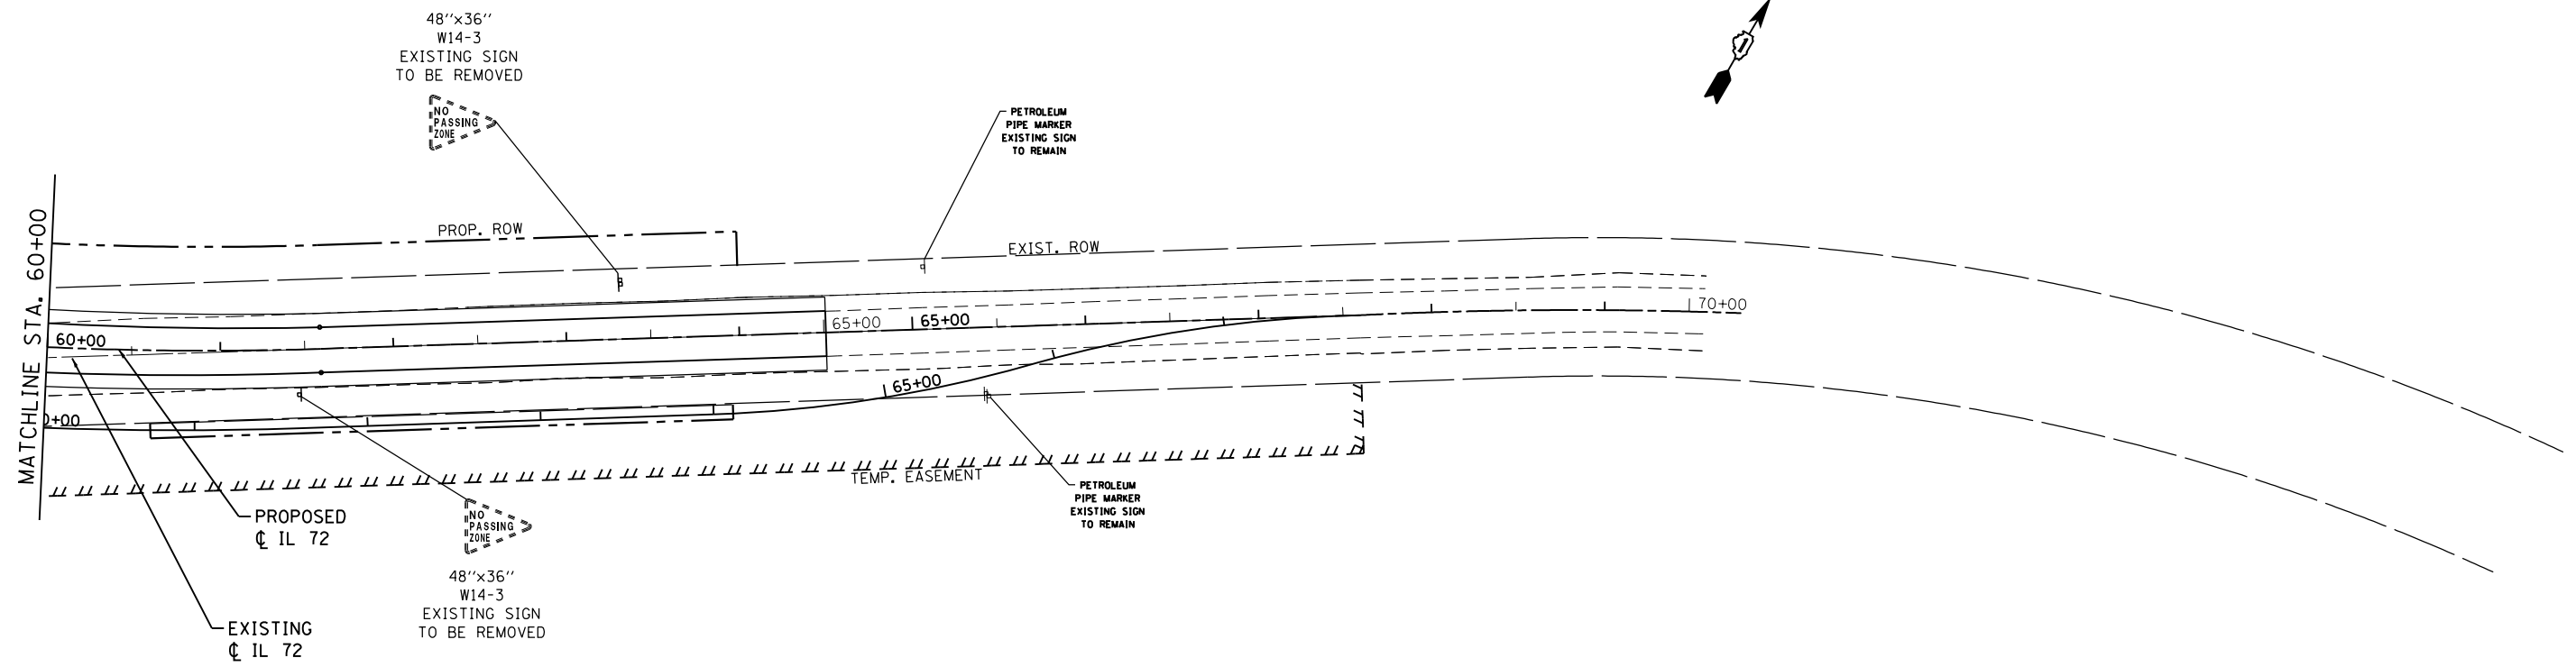 48''x36''
W14-3
EXISTING SIGN
TO BE REMOVED
NO
PASSING
ZONE
PETROLEUM
PIPE MARKER
EXISTING SIGN
TO REMAIN
MATCHLINE STA. 60+00
PROP. ROW
EXIST. ROW
60+00
65+00
65+00
70+00
65+00
0+00
TEMP. EASEMENT
PROPOSED
℄ IL 72
EXISTING
℄ IL 72
NO
PASSING
ZONE
48''x36''
W14-3
EXISTING SIGN
TO BE REMOVED
PETROLEUM
PIPE MARKER
EXISTING SIGN
TO REMAIN